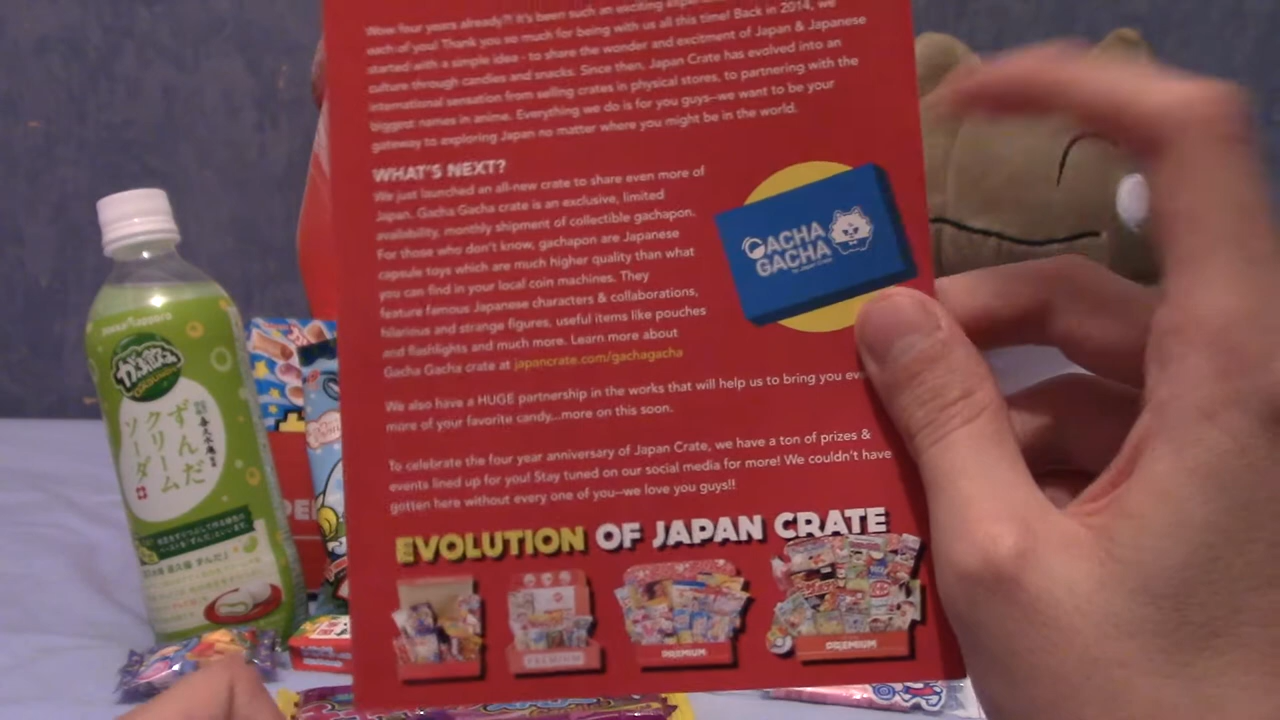 Wow four years already?! It's been such an exciting
each of you! Thank you so much for being with us all this time! Back in 2014, we
started with a simple idea - to share the wonder and excitment of Japan & Japanese
culture through candies and snacks. Since then, Japan Crate has evolved into an
international sensation from selling crates in physical stores, to partnering with the
biggest names in anime. Everything we do is for you guys–we want to be your
gateway to exploring Japan no matter where you might be in the world.
WHAT'S NEXT?
We just launched an all-new crate to share even more of
Japan. Gacha Gacha crate is an exclusive, limited
availability, monthly shipment of collectible gachapon.
For those who don't know, gachapon are Japanese
capsule toys which are much higher quality than what
you can find in your local coin machines. They
feature famous Japanese characters & collaborations,
hilarious and strange figures, useful items like pouches
and flashlights and much more. Learn more about
Gacha Gacha crate at japancrate.com/gachagacha
GACHA
GACHA
by Japan Crate
We also have a HUGE partnership in the works that will help us to bring you
more of your favorite candy...more on this soon.
To celebrate the four year anniversary of Japan Crate, we have a ton of prizes &
events lined up for you! Stay tuned on our social media for more! We couldn't have
gotten here without every one of you–we love you guys!!
EVOLUTION OF JAPAN CRATE
PREMIUM
PREMIUM
PREMIUM
pokka sapporo
がぶ飲み
ずんだ
クリーム
ソーダ